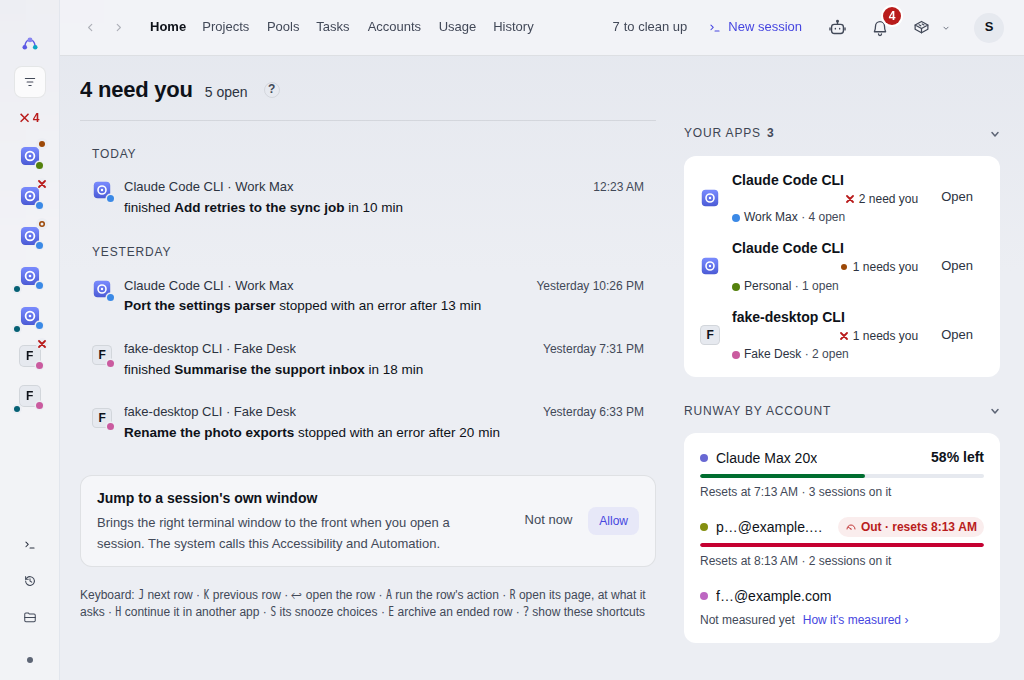 Home Projects Pools Tasks Accounts Usage History 7 to clean up New session 4 S
4
F
F
4 need you 5 open ?
TODAY
Claude Code CLI · Work Max 12:23 AM
finished Add retries to the sync job in 10 min
YESTERDAY
Claude Code CLI · Work Max Yesterday 10:26 PM
Port the settings parser stopped with an error after 13 min
F fake-desktop CLI · Fake Desk Yesterday 7:31 PM
finished Summarise the support inbox in 18 min
F fake-desktop CLI · Fake Desk Yesterday 6:33 PM
Rename the photo exports stopped with an error after 20 min
Jump to a session's own window
Brings the right terminal window to the front when you open a
session. The system calls this Accessibility and Automation.
Not now Allow
Keyboard: J next row · K previous row · ↩ open the row · A run the row's action · R open its page, at what it
asks · H continue it in another app · S its snooze choices · E archive an ended row · ? show these shortcuts
YOUR APPS 3
Claude Code CLI
2 need you Open
Work Max · 4 open
Claude Code CLI
1 needs you Open
Personal · 1 open
fake-desktop CLI
F 1 needs you Open
Fake Desk · 2 open
RUNWAY BY ACCOUNT
Claude Max 20x 58% left
Resets at 7:13 AM · 3 sessions on it
p…@example.… Out · resets 8:13 AM
Resets at 8:13 AM · 2 sessions on it
f…@example.com
Not measured yet How it's measured ›